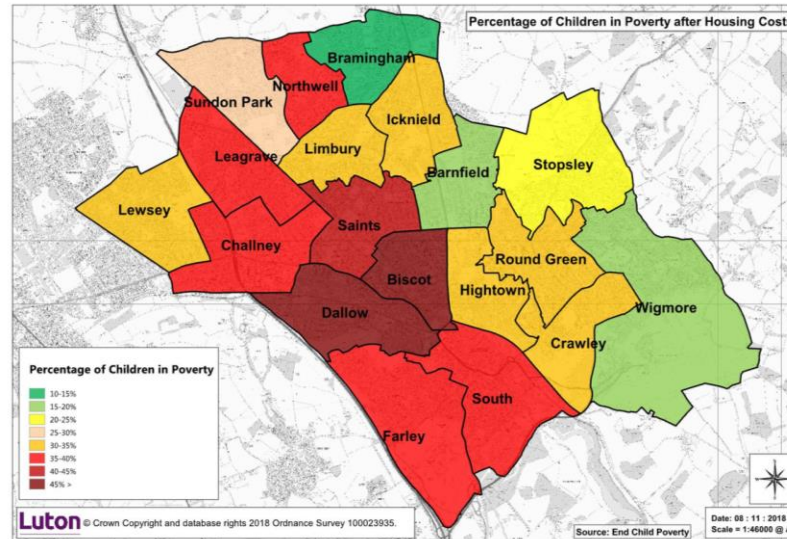 Percentage of Children in Poverty after Housing Costs
Bramingham
Northwell
Sundon Park
Icknield
Limbury
Leagrave
Barnfield
Stopsley
Lewsey
Saints
Challney
Round Green
Biscot
Hightown
Wigmore
Dallow
Crawley
South
Farley
Percentage of Children in Poverty
10-15%
15-20%
20-25%
25-30%
30-35%
35-40%
40-45%
45% >
Luton © Crown Copyright and database rights 2018 Ordnance Survey 100023935.
Source: End Child Poverty
Date: 08 : 11 : 2018
Scale = 1:46000 @